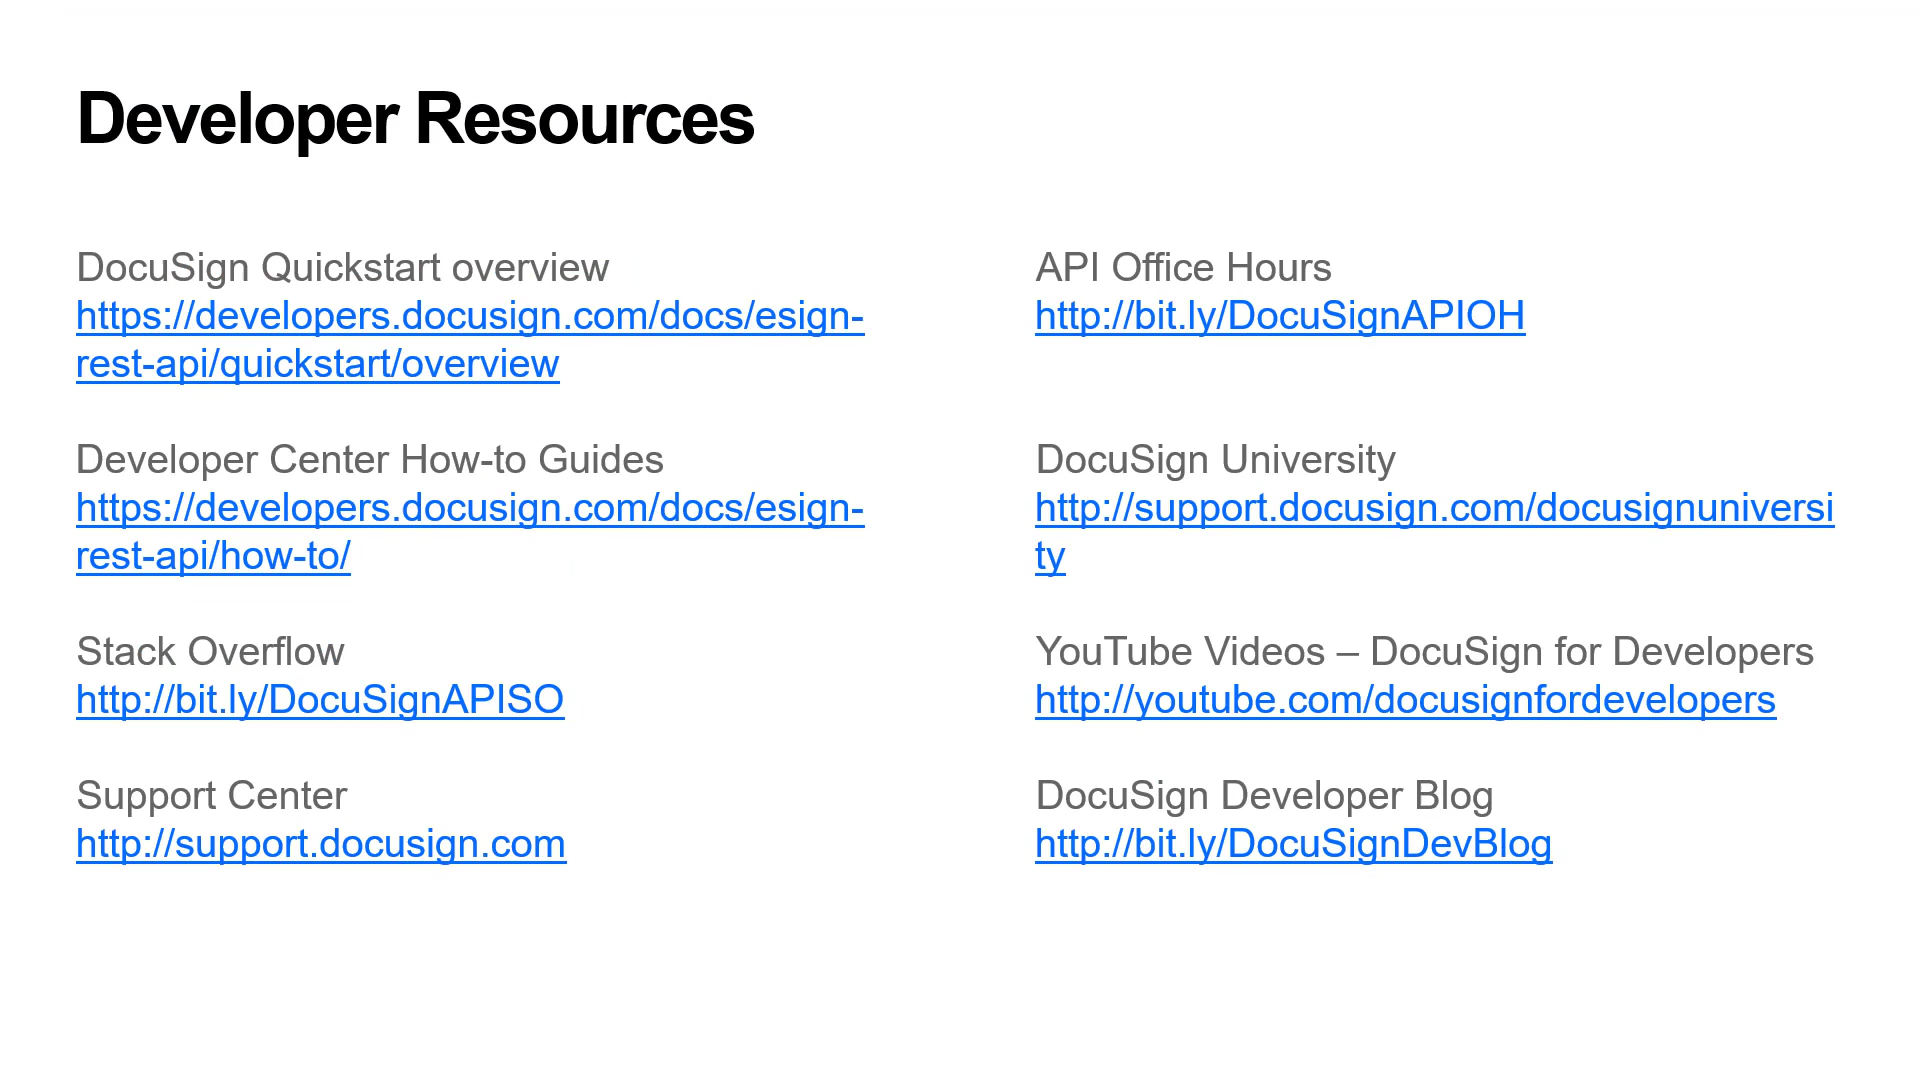 Developer Resources
DocuSign Quickstart overview
https://developers.docusign.com/docs/esign-
rest-api/quickstart/overview
Developer Center How-to Guides
https://developers.docusign.com/docs/esign-
rest-api/how-to/
Stack Overflow
http://bit.ly/DocuSignAPISO
Support Center
http://support.docusign.com
API Office Hours
http://bit.ly/DocuSignAPIOH
DocuSign University
http://support.docusign.com/docusignuniversi
ty
YouTube Videos – DocuSign for Developers
http://youtube.com/docusignfordevelopers
DocuSign Developer Blog
http://bit.ly/DocuSignDevBlog